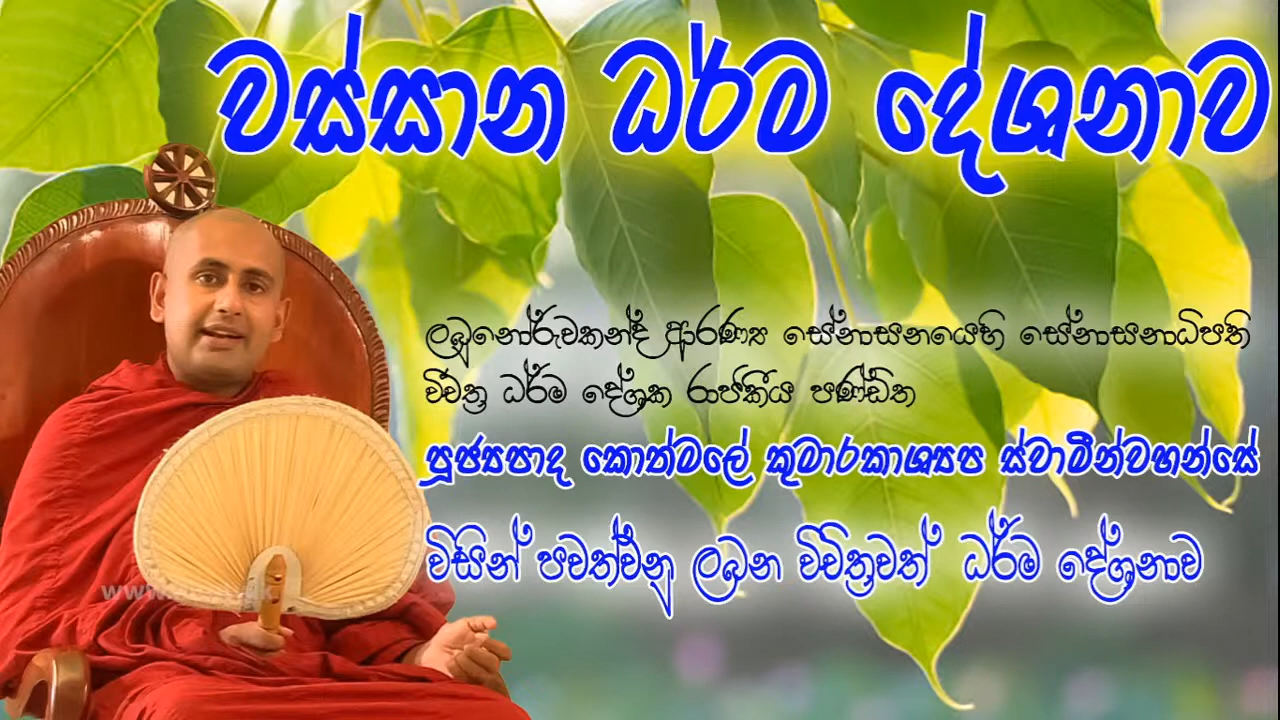 වස්සාන ධර්ම දේශනාව
ලබුනෝරුවකන්ද ආරණ්‍ය සේනාසනයෙහි සේනාසනාධිපති
විචිත්‍ර ධර්ම දේශක රාජකීය පණ්ඩිත
පූජ්‍යපාද කොත්මලේ කුමාරකාශ්‍යප ස්වාමීන්වහන්සේ
විසින් පවත්වනු ලබන විචිත්‍රවත් ධර්ම දේශනාව